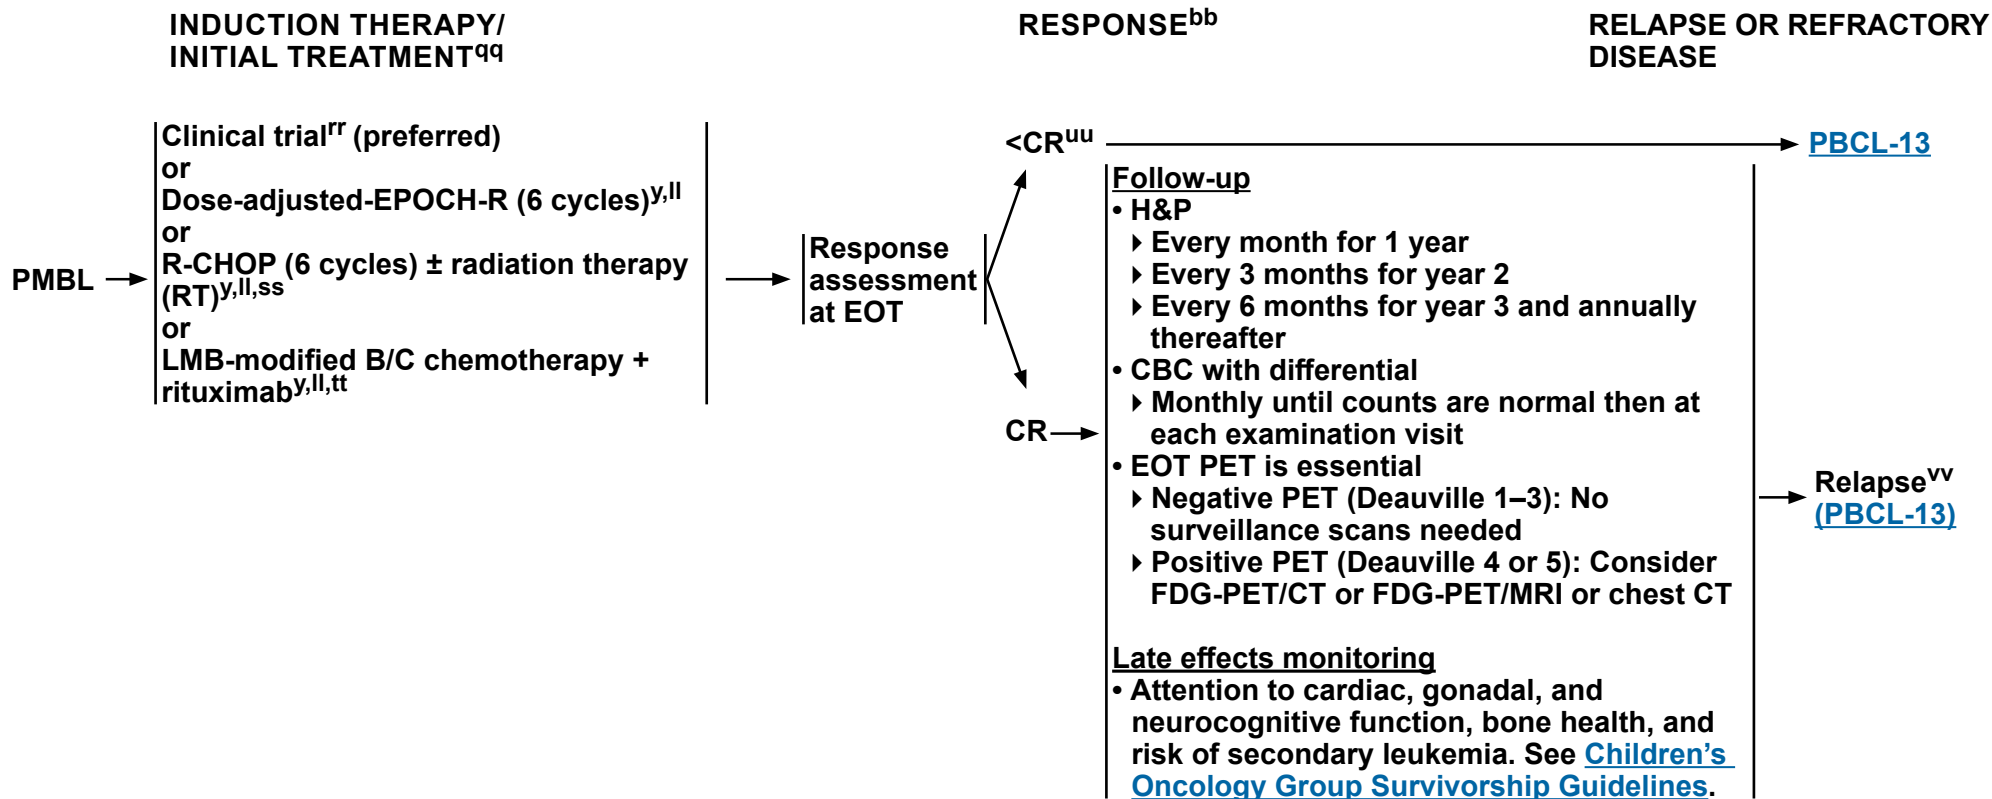 INDUCTION THERAPY/
INITIAL TREATMENTqq
RESPONSEbb
RELAPSE OR REFRACTORY
DISEASE
PMBL
Clinical trialrr (preferred)
or
Dose-adjusted-EPOCH-R (6 cycles)y,ll
or
R-CHOP (6 cycles) ± radiation therapy
(RT)y,ll,ss
or
LMB-modified B/C chemotherapy +
rituximaby,ll,tt
Response
assessment
at EOT
<CRuu
PBCL-13
CR
Follow-up
• H&P
▸ Every month for 1 year
▸ Every 3 months for year 2
▸ Every 6 months for year 3 and annually
thereafter
• CBC with differential
▸ Monthly until counts are normal then at
each examination visit
• EOT PET is essential
▸ Negative PET (Deauville 1–3): No
surveillance scans needed
▸ Positive PET (Deauville 4 or 5): Consider
FDG-PET/CT or FDG-PET/MRI or chest CT
Late effects monitoring
• Attention to cardiac, gonadal, and
neurocognitive function, bone health, and
risk of secondary leukemia. See Children’s
Oncology Group Survivorship Guidelines.
Relapsevv
(PBCL-13)